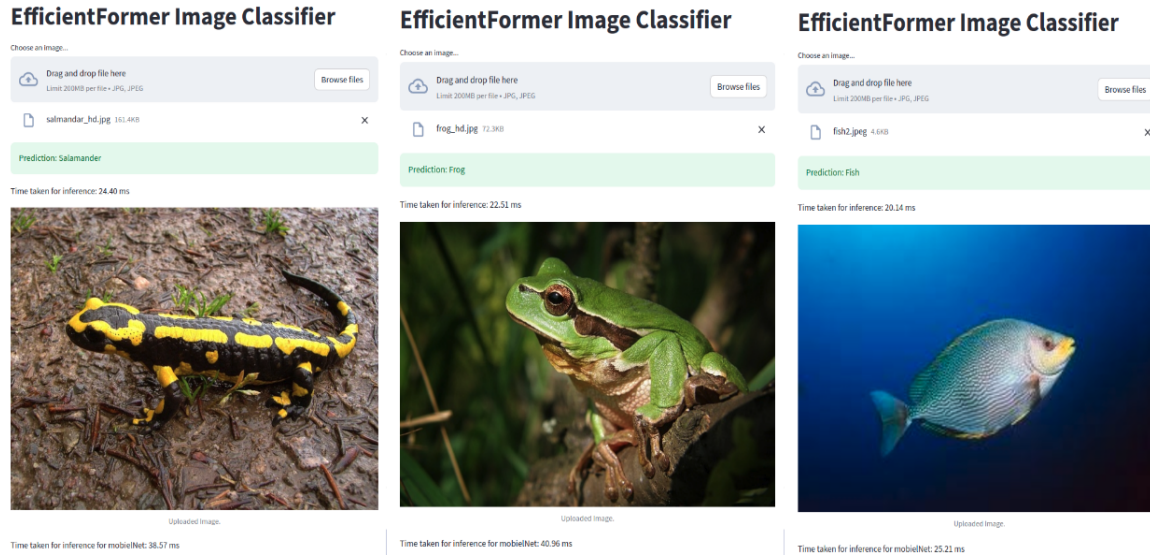 EfficientFormer Image Classifier
Choose an image...
Drag and drop file here
Limit 200MB per file • JPG, JPEG
Browse files
salmandar_hd.jpg 161.4KB X
Prediction: Salamander
Time taken for inference: 24.40 ms
Uploaded Image.
Time taken for inference for mobielNet: 38.57 ms
EfficientFormer Image Classifier
Choose an image...
Drag and drop file here
Limit 200MB per file • JPG, JPEG
Browse files
frog_hd.jpg 72.3KB X
Prediction: Frog
Time taken for inference: 22.51 ms
Uploaded Image.
Time taken for inference for mobielNet: 40.96 ms
EfficientFormer Image Classifier
Choose an image...
Drag and drop file here
Limit 200MB per file • JPG, JPEG
Browse files
fish2.jpeg 4.6KB X
Prediction: Fish
Time taken for inference: 20.14 ms
Uploaded Image.
Time taken for inference for mobielNet: 25.21 ms